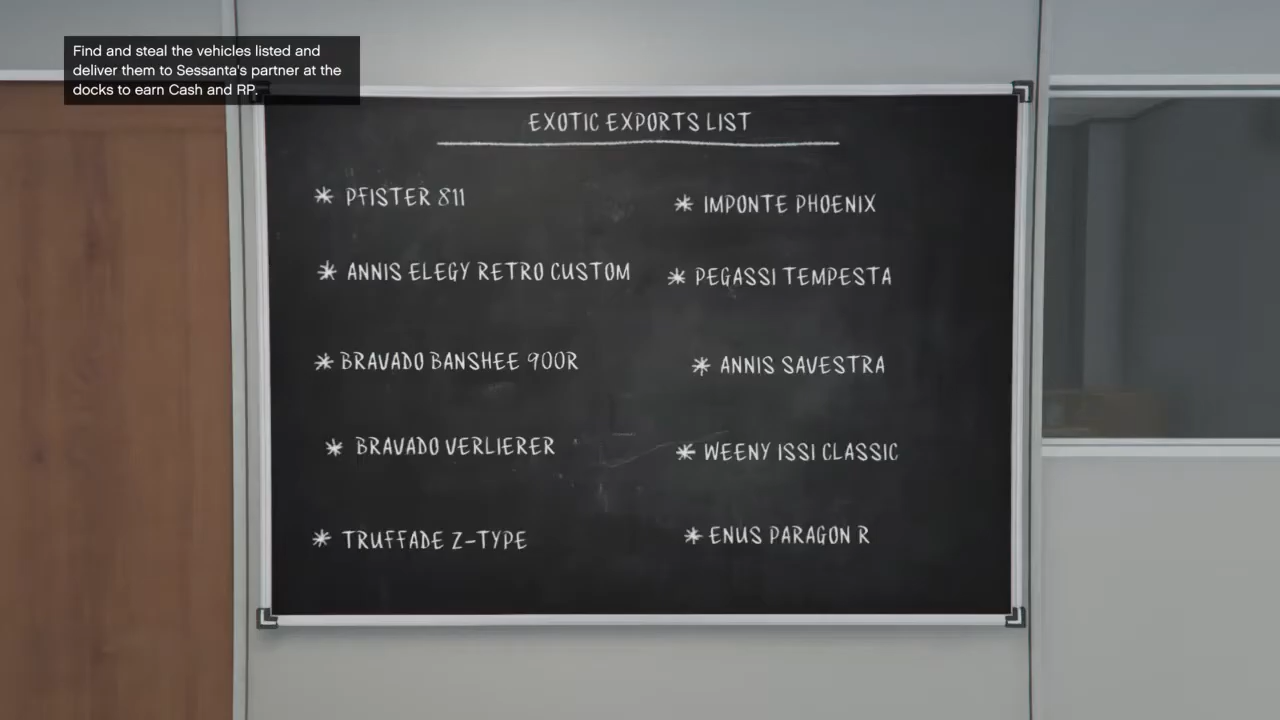 Find and steal the vehicles listed and
deliver them to Sessanta's partner at the
docks to earn Cash and RP.
EXOTIC EXPORTS LIST
* PFISTER 811
* ANNIS ELEGY RETRO CUSTOM
* BRAVADO BANSHEE 900R
* BRAVADO VERLIERER
* TRUFFADE Z-TYPE
* IMPONTE PHOENIX
* PEGASSI TEMPESTA
* ANNIS SAVESTRA
* WEENY ISSI CLASSIC
* ENUS PARAGON R